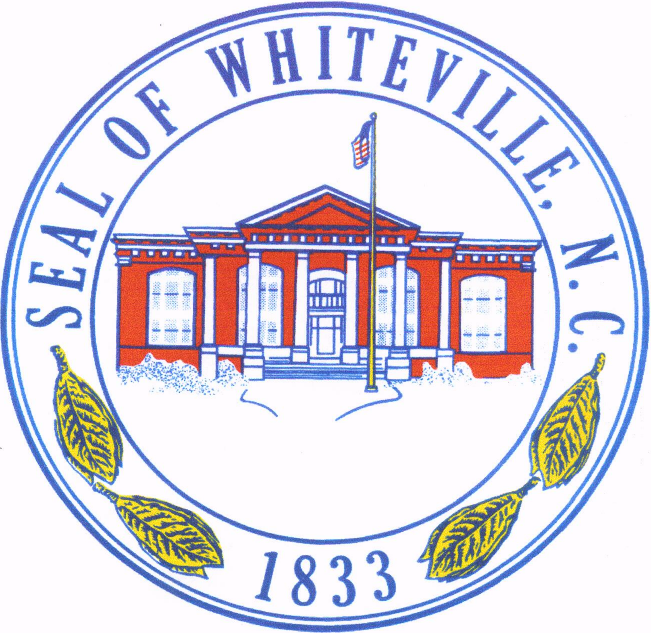 SEAL OF WHITEVILLE, N.C.
1833